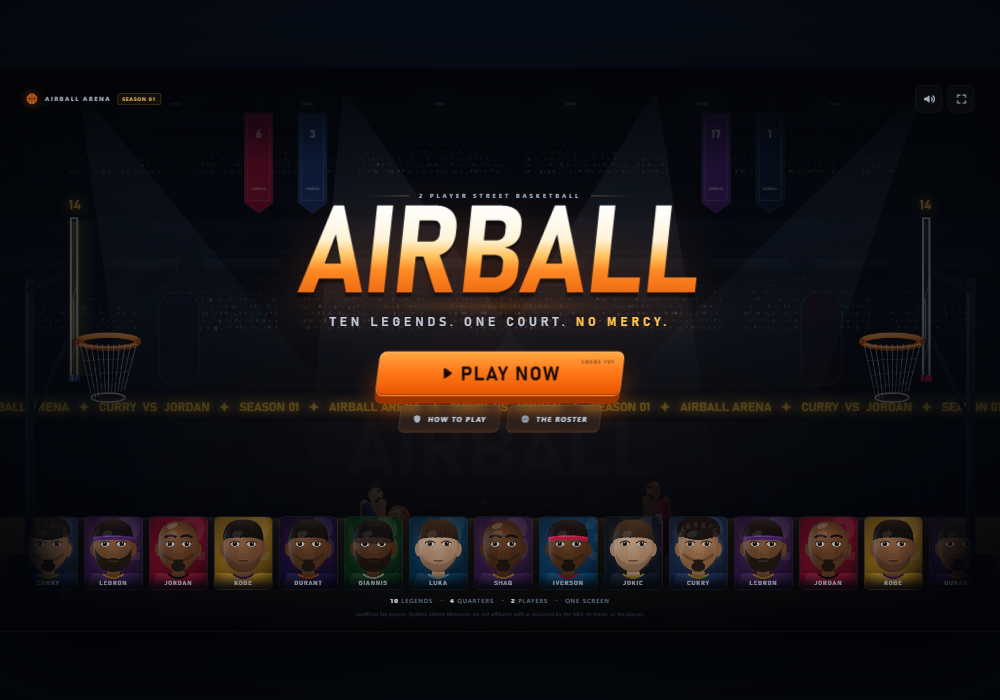 AIRBALL ARENA SEASON 01
6 3 17 1
2 PLAYER STREET BASKETBALL
14 14
AIRBALL
TEN LEGENDS. ONE COURT. NO MERCY.
LOCAL 1V1
PLAY NOW
ARENA ✦ CURRY VS JORDAN ✦ SEASON 01 ✦ AIRBALL ARENA ✦ CURRY VS JORDAN ✦ SEASON 01 ✦ AIRBALL ARENA ✦ CURRY VS JORDAN ✦
HOW TO PLAY THE ROSTER
AIRBALL
CURRY LEBRON JORDAN KOBE DURANT GIANNIS LUKA SHAQ IVERSON JOKIC CURRY LEBRON JORDAN KOBE DURANT
10 LEGENDS • 4 QUARTERS • 2 PLAYERS • ONE SCREEN